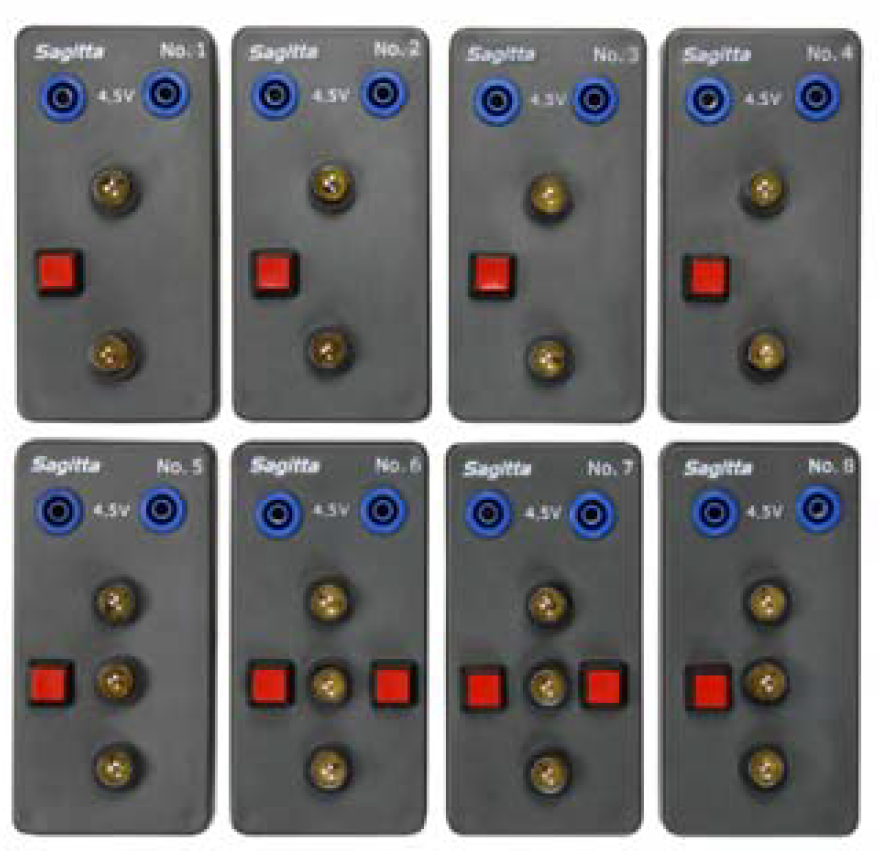 Sagitta No. 1
4,5V
Sagitta No. 2
4,5V
Sagitta No. 3
4,5V
Sagitta No. 4
4,5V
Sagitta No. 5
4,5V
Sagitta No. 6
4,5V
Sagitta No. 7
4,5V
Sagitta No. 8
4,5V